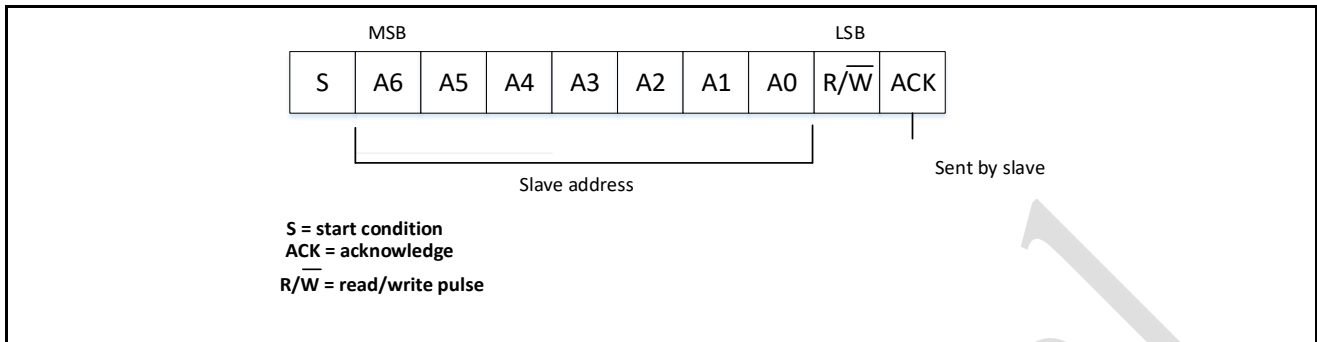 MSB LSB
S A6 A5 A4 A3 A2 A1 A0 R/W̅ ACK
Sent by slave
Slave address
S = start condition
ACK = acknowledge
R/W̅ = read/write pulse